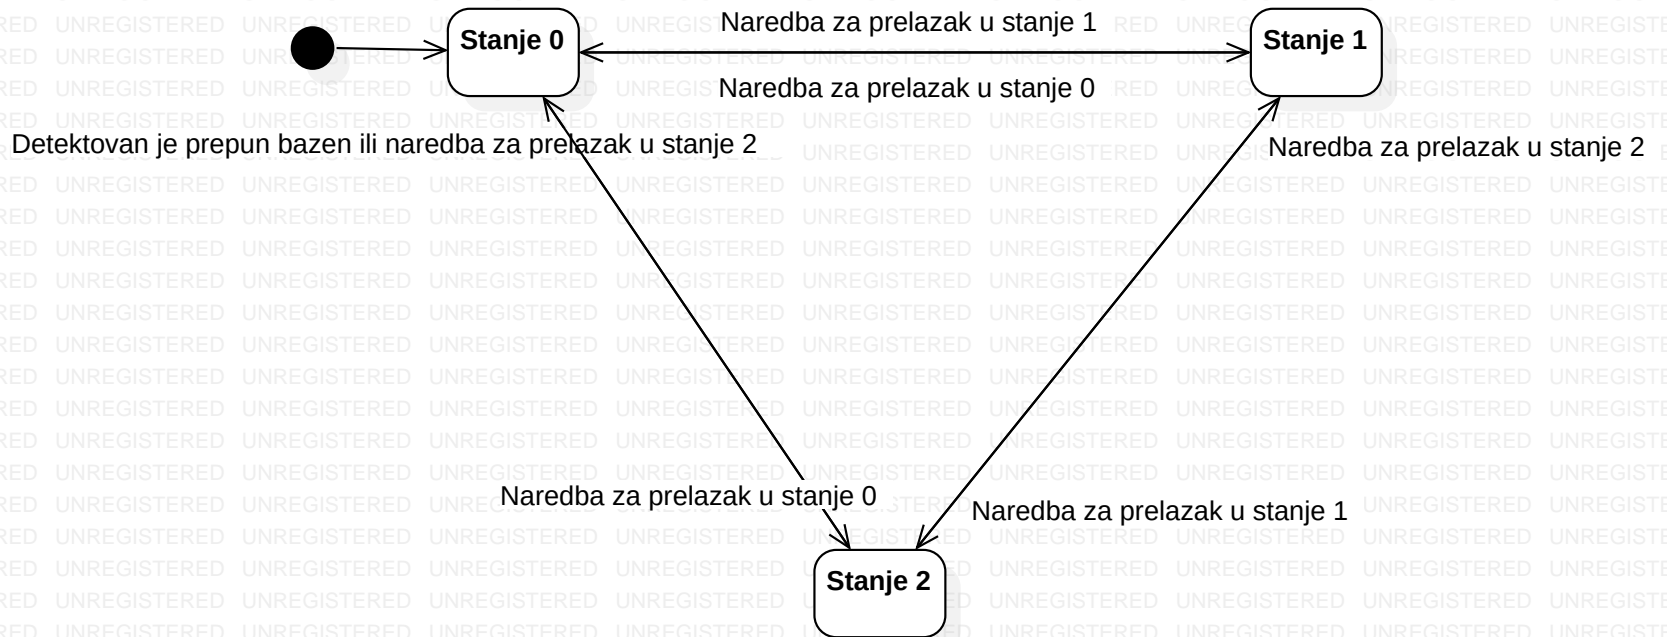 Stanje 0
Naredba za prelazak u stanje 1
Stanje 1
Naredba za prelazak u stanje 0
Detektovan je prepun bazen ili naredba za prelazak u stanje 2
Naredba za prelazak u stanje 2
Naredba za prelazak u stanje 0
Naredba za prelazak u stanje 1
Stanje 2
UNREGISTERED